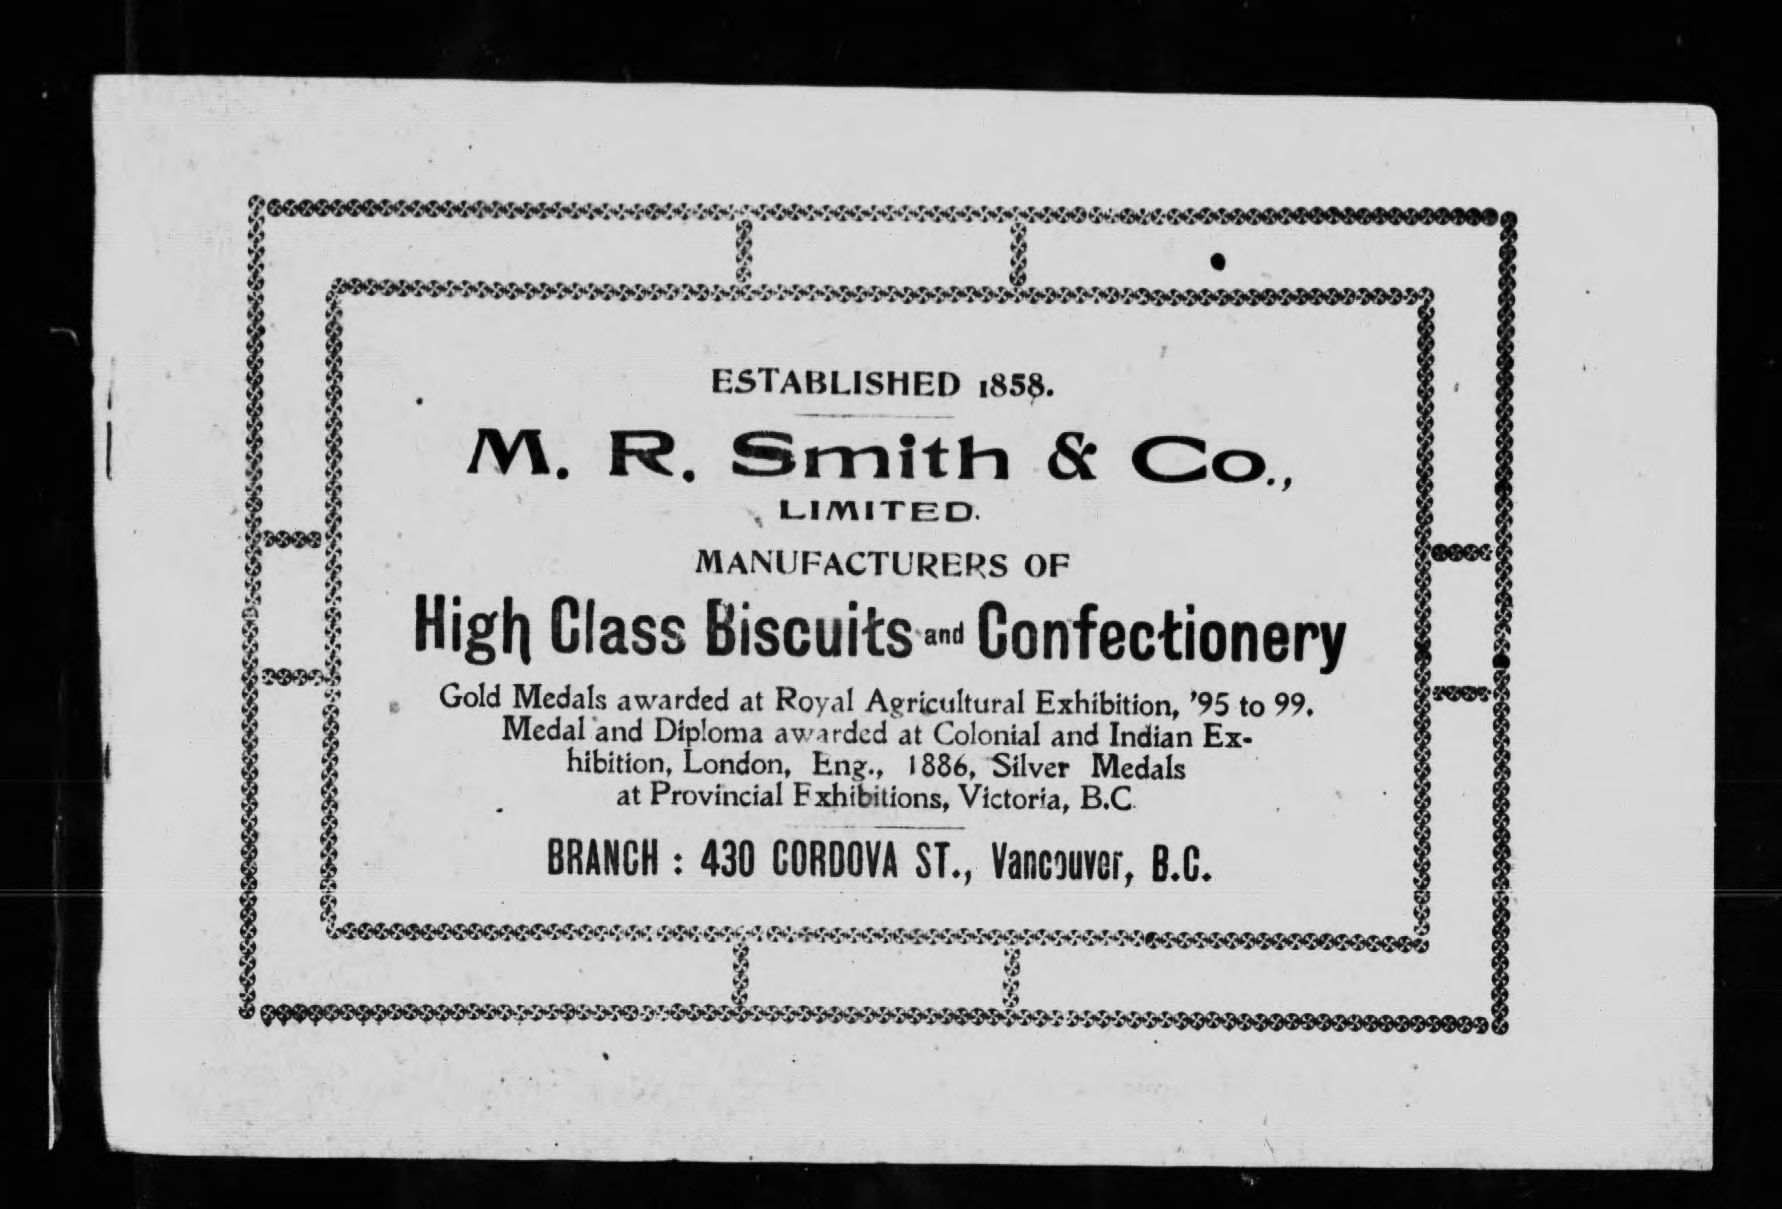 ESTABLISHED 1858.
M. R. Smith & Co.,
LIMITED.
MANUFACTURERS OF
High Class Biscuits and Confectionery
Gold Medals awarded at Royal Agricultural Exhibition, '95 to 99.
Medal and Diploma awarded at Colonial and Indian Ex-
hibition, London, Eng., 1886, Silver Medals
at Provincial Exhibitions, Victoria, B.C.
BRANCH : 430 CORDOVA ST., Vancouver, B.C.